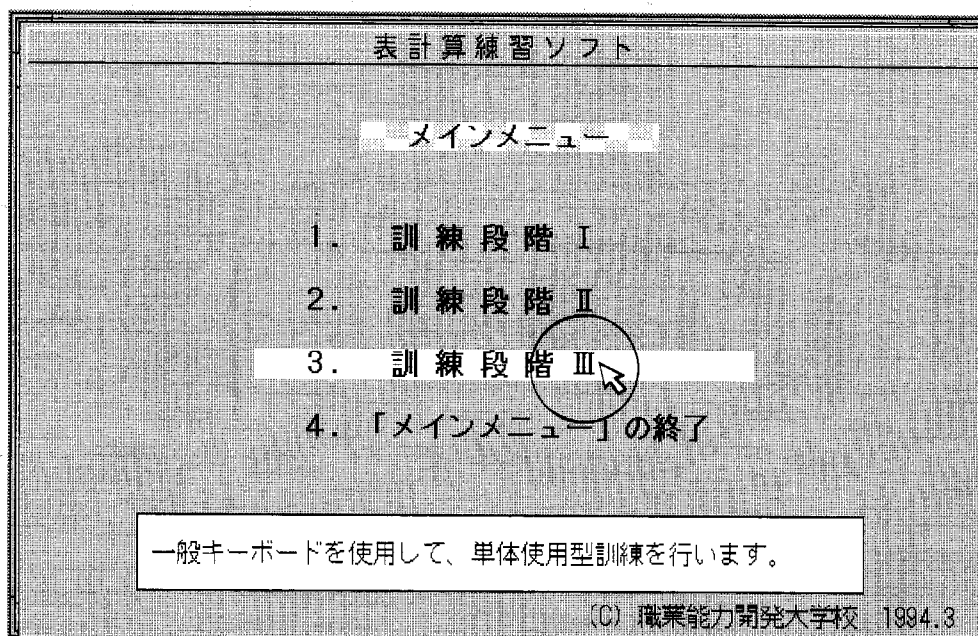 表計算練習ソフト
メインメニュー
1. 訓練段階 Ⅰ
2. 訓練段階 Ⅱ
3. 訓練段階 Ⅲ
4. 「メインメニュー」の終了
一般キーボードを使用して、単体使用型訓練を行います。
(C) 職業能力開発大学校 1994.3